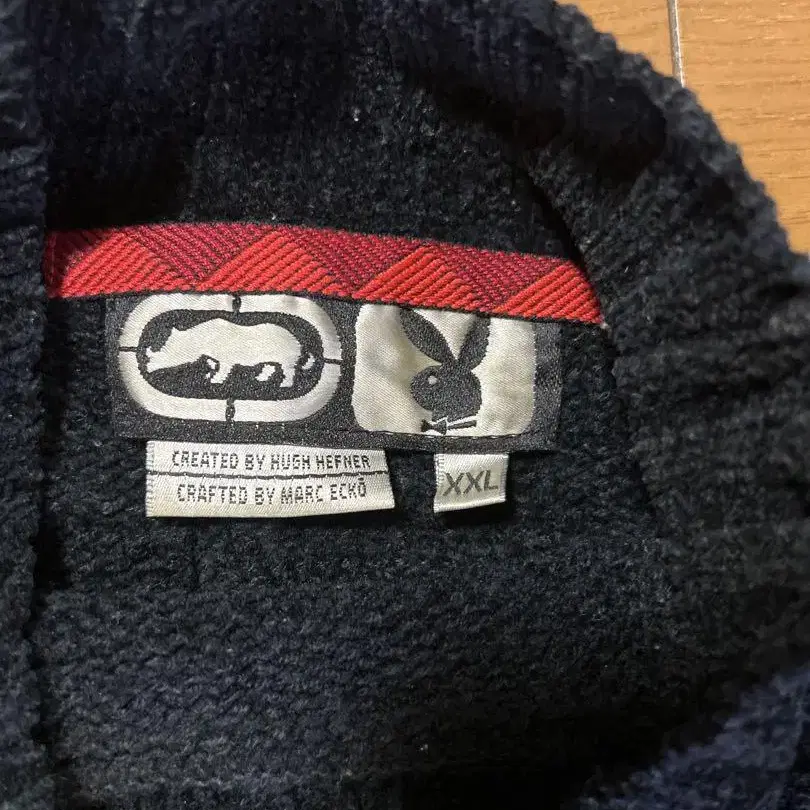 CREATED BY HUGH HEFNER
CRAFTED BY MARC ECKŌ
XXL